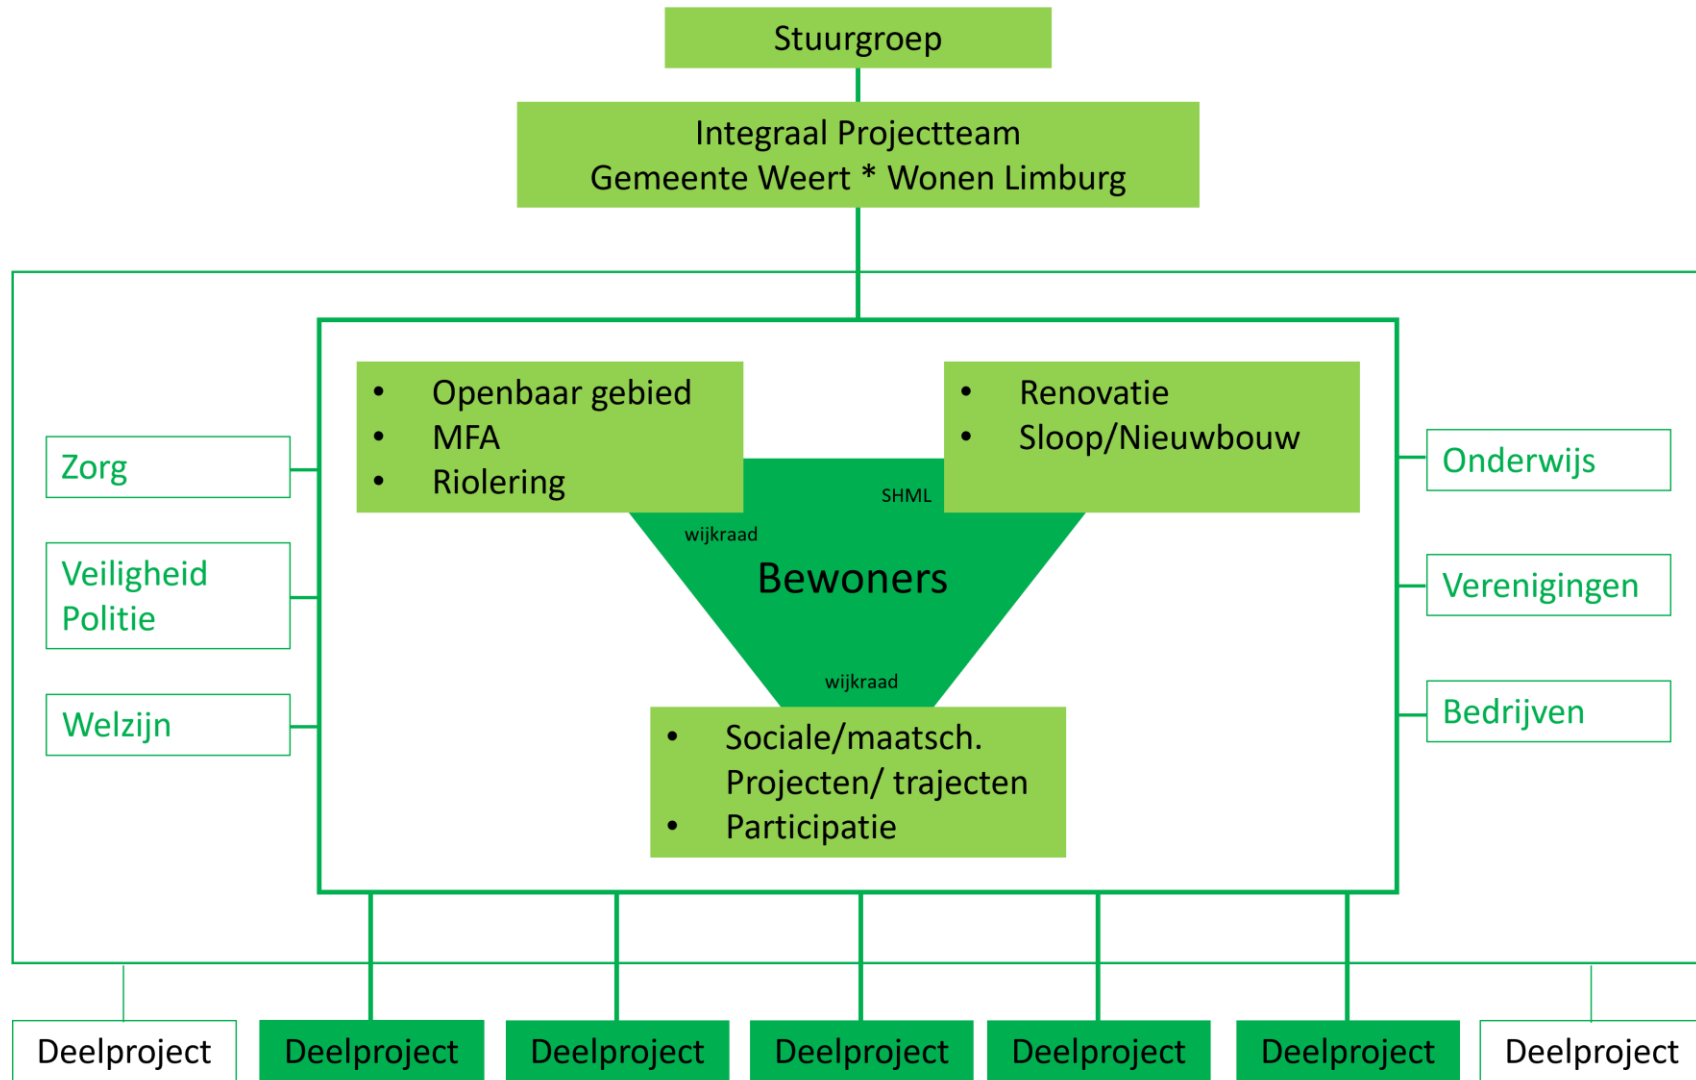 Stuurgroep
Integraal Projectteam
Gemeente Weert * Wonen Limburg
• Openbaar gebied
• MFA
• Riolering
• Renovatie
• Sloop/Nieuwbouw
Zorg
Veiligheid
Politie
Welzijn
SHML
wijkraad
Bewoners
wijkraad
• Sociale/maatsch.
Projecten/ trajecten
• Participatie
Onderwijs
Verenigingen
Bedrijven
Deelproject
Deelproject
Deelproject
Deelproject
Deelproject
Deelproject
Deelproject